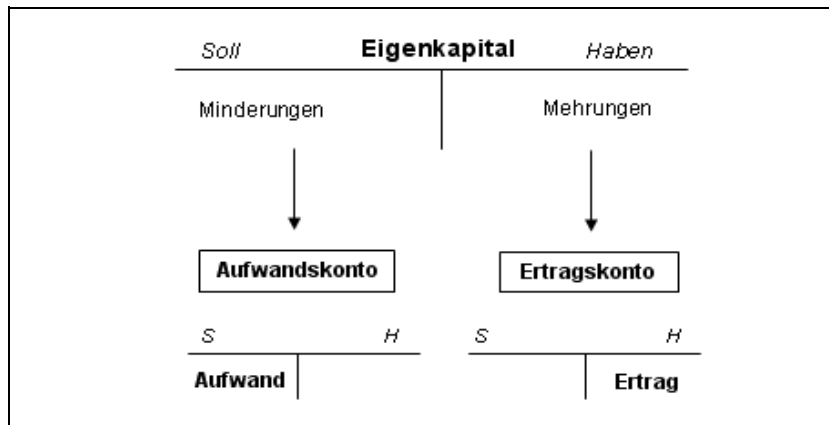 Soll Eigenkapital Haben
Minderungen Mehrungen
Aufwandskonto Ertragskonto
S H S H
Aufwand Ertrag